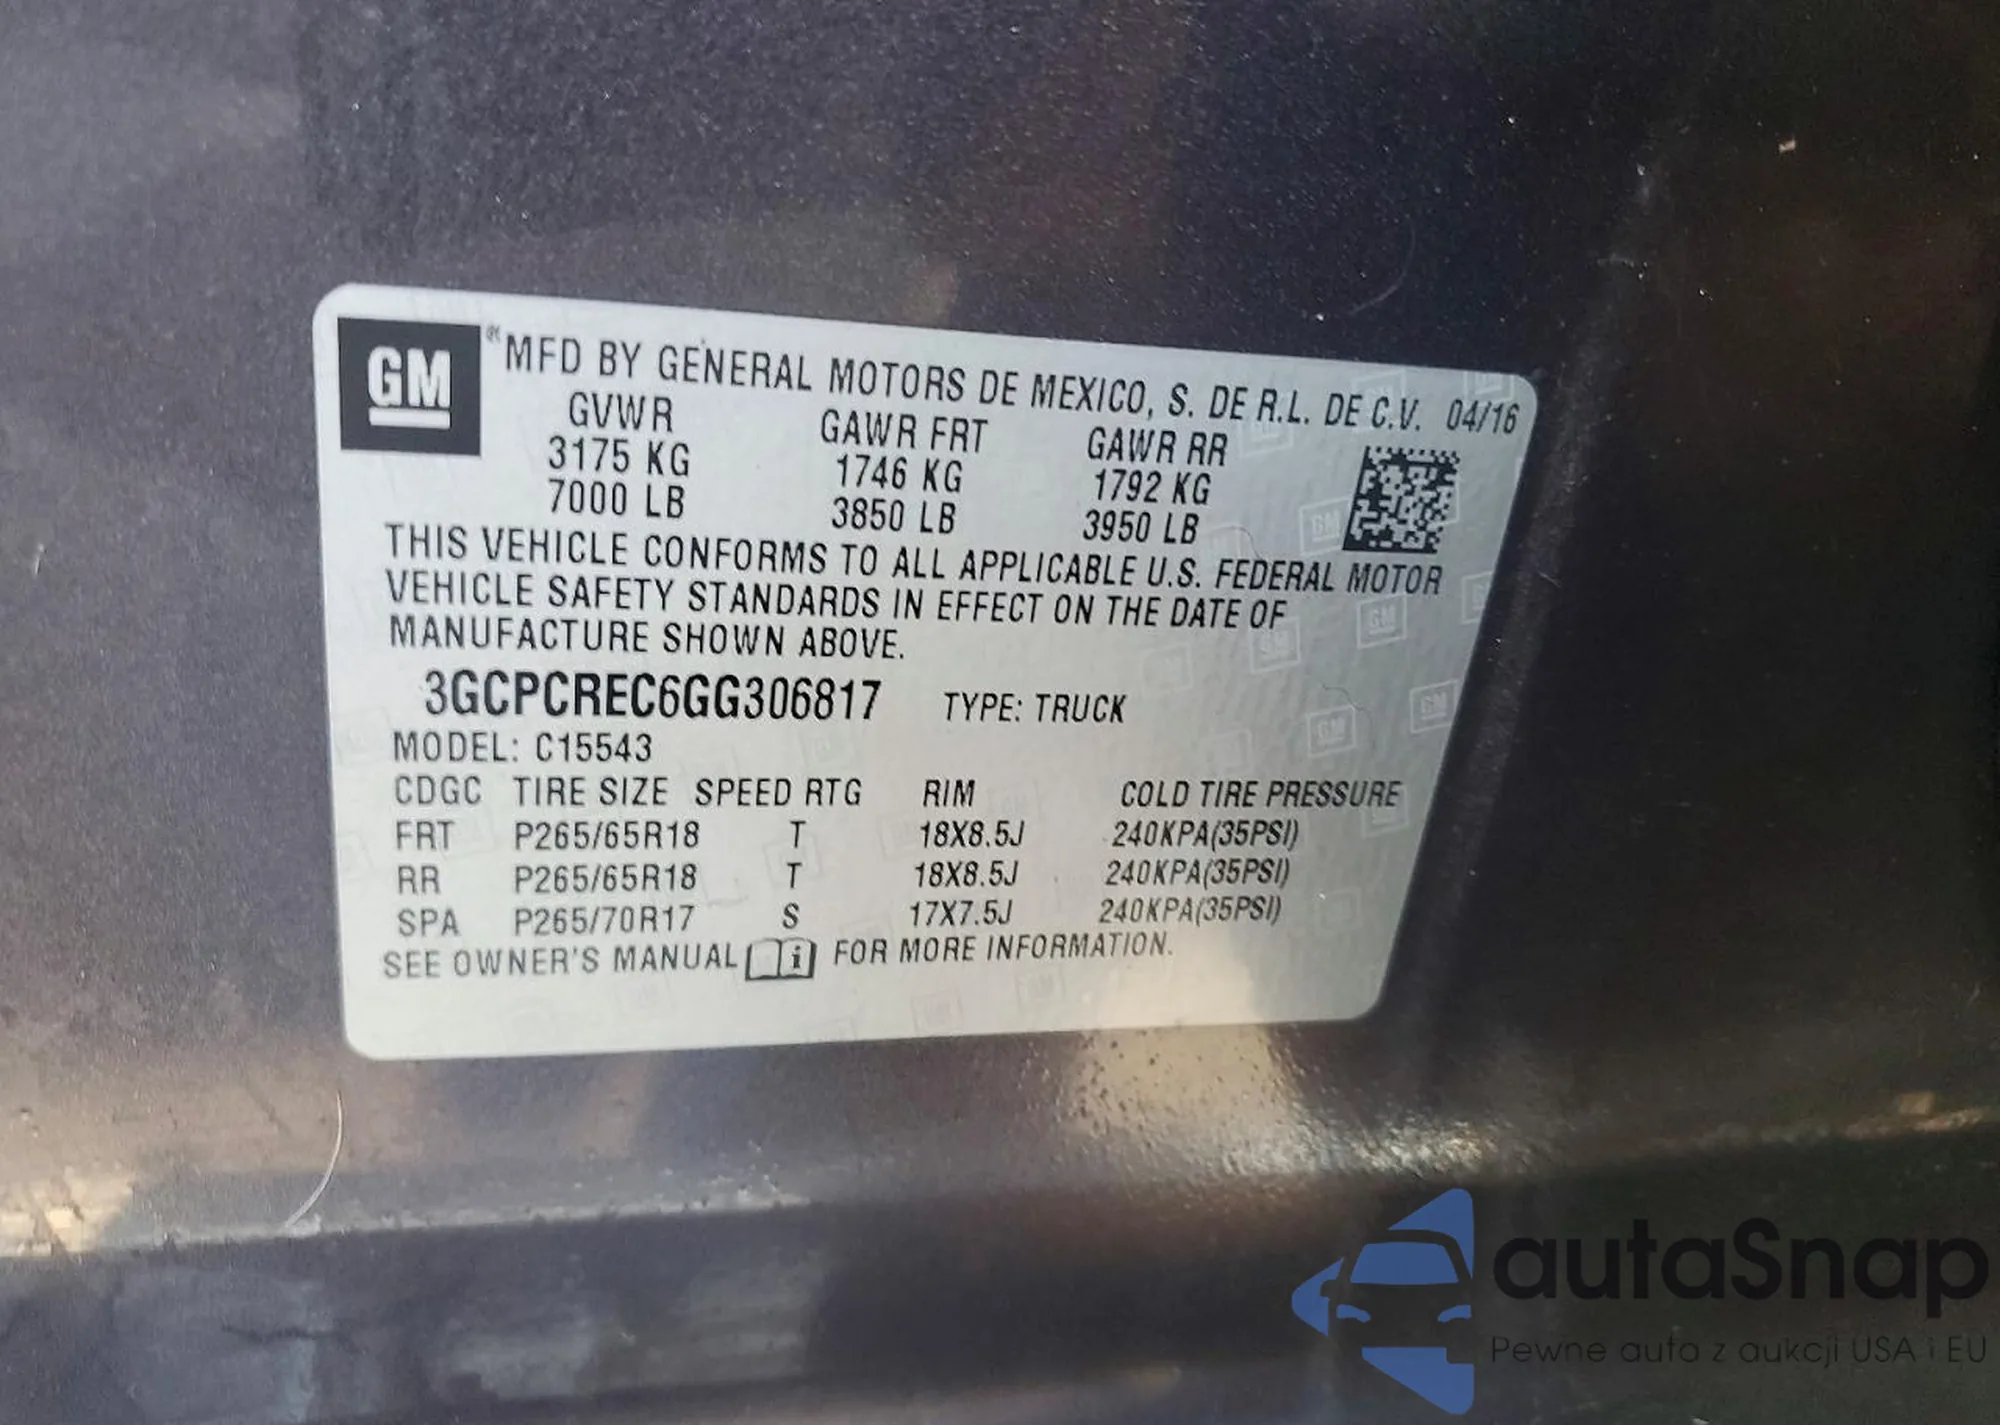 GM
MFD BY GENERAL MOTORS DE MEXICO, S. DE R.L. DE C.V. 04/16
GVWR GAWR FRT GAWR RR
3175 KG 1746 KG 1792 KG
7000 LB 3850 LB 3950 LB
THIS VEHICLE CONFORMS TO ALL APPLICABLE U.S. FEDERAL MOTOR
VEHICLE SAFETY STANDARDS IN EFFECT ON THE DATE OF
MANUFACTURE SHOWN ABOVE.
3GCPCREC6GG306817 TYPE: TRUCK
MODEL: C15543
CDGC TIRE SIZE SPEED RTG RIM COLD TIRE PRESSURE
FRT P265/65R18 T 18X8.5J 240KPA(35PSI)
RR P265/65R18 T 18X8.5J 240KPA(35PSI)
SPA P265/70R17 S 17X7.5J 240KPA(35PSI)
SEE OWNER'S MANUAL i FOR MORE INFORMATION.
autaSnap
Pewne auta z aukcji USA i EU